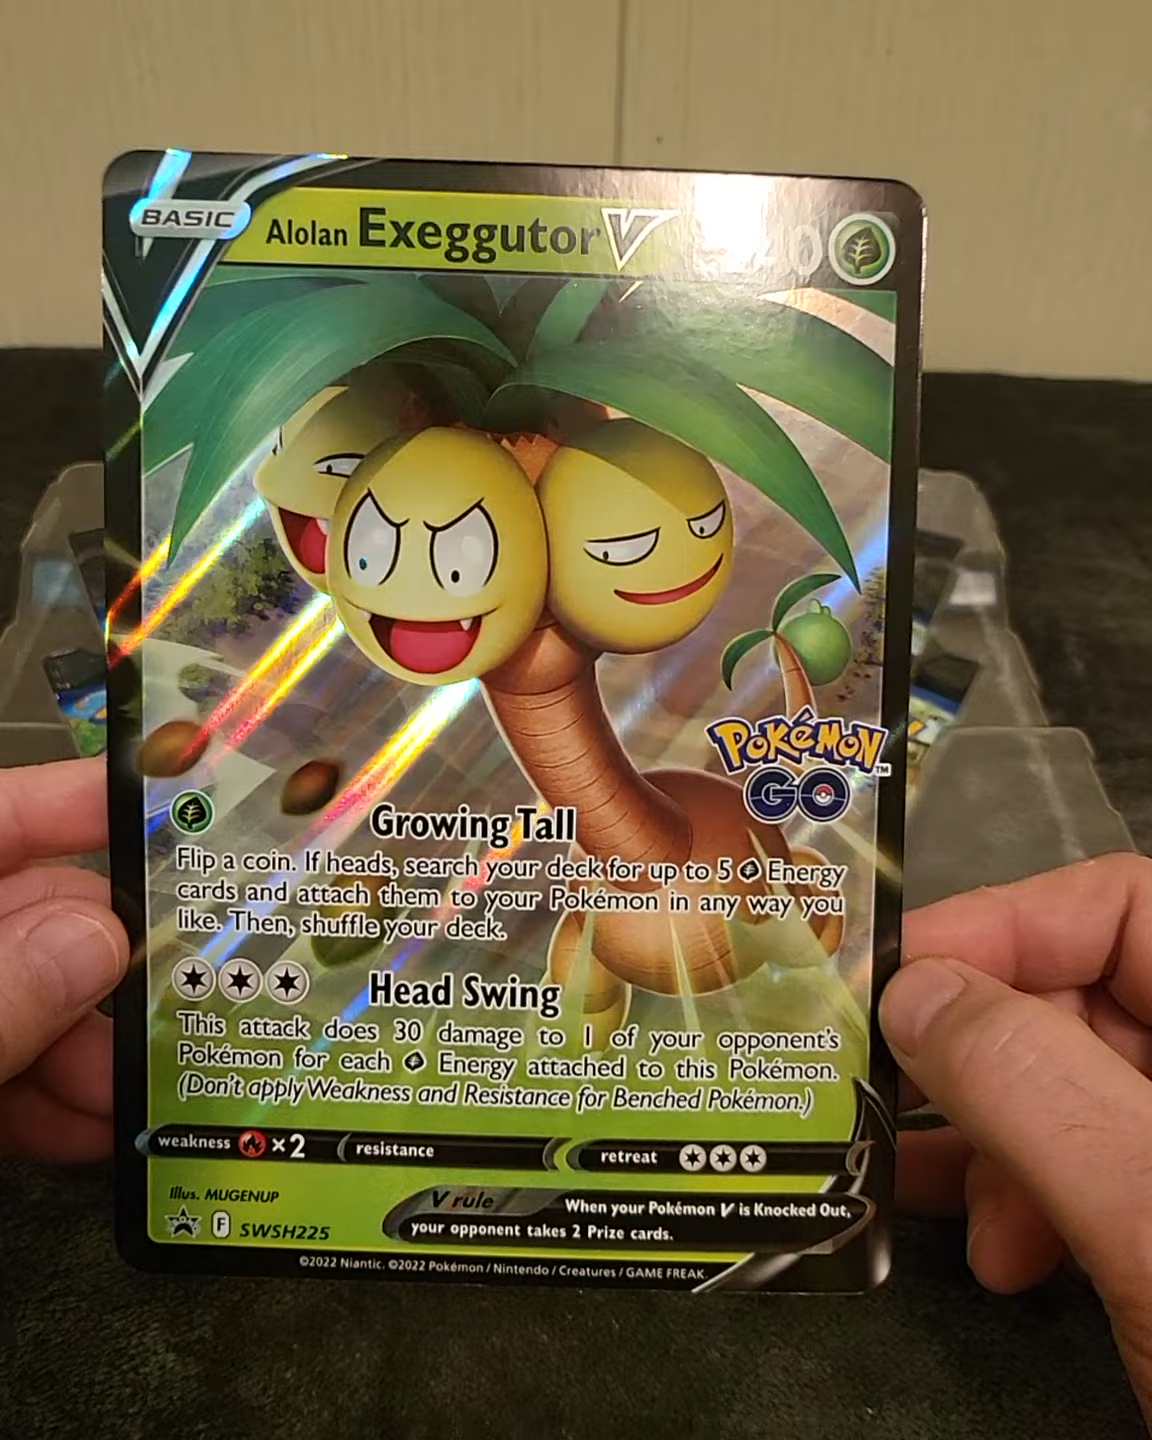 BASIC
Alolan Exeggutor V
POKéMON™
GO
Growing Tall
Flip a coin. If heads, search your deck for up to 5 Energy
cards and attach them to your Pokémon in any way you
like. Then, shuffle your deck.
Head Swing
This attack does 30 damage to 1 of your opponent's
Pokémon for each Energy attached to this Pokémon.
(Don't apply Weakness and Resistance for Benched Pokémon.)
weakness ×2 resistance retreat
Illus. MUGENUP
V rule When your Pokémon V is Knocked Out,
your opponent takes 2 Prize cards.
F SWSH225
©2022 Niantic. ©2022 Pokémon / Nintendo / Creatures / GAME FREAK.